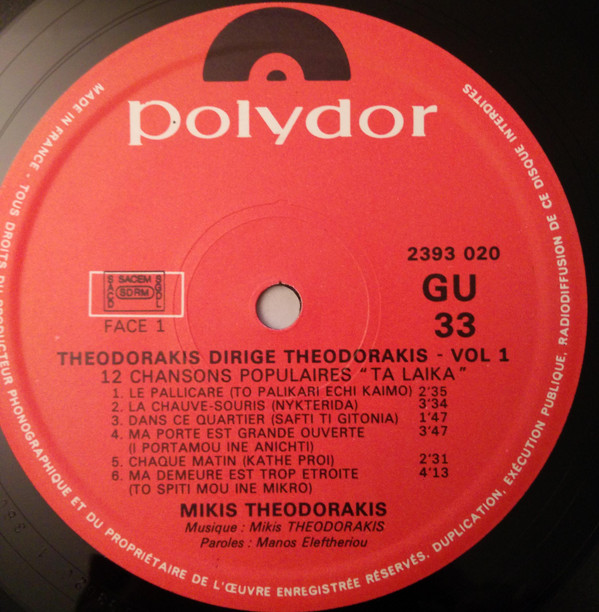 polydor
MADE IN FRANCE · TOUS DROITS DU PRODUCTEUR PHONOGRAPHIQUE ET DU PROPRIÉTAIRE DE L'ŒUVRE ENREGISTRÉE RÉSERVÉS. DUPLICATION, EXÉCUTION PUBLIQUE, RADIODIFFUSION DE CE DISQUE INTERDITES
2393 020
SACEM
SACD
SDRM
SGDL
GU
FACE 1
33
THEODORAKIS DIRIGE THEODORAKIS - VOL 1
12 CHANSONS POPULAIRES "TA LAIKA"
1. LE PALLICARE (TO PALIKARI ECHI KAIMO) 2'35
2. LA CHAUVE-SOURIS (NYKTERIDA) 3'34
3. DANS CE QUARTIER (SAFTI TI GITONIA) 1'47
4. MA PORTE EST GRANDE OUVERTE 3'47
(I PORTAMOU INE ANICHTI)
5. CHAQUE MATIN (KATHE PROI) 2'31
6. MA DEMEURE EST TROP ETROITE 4'13
(TO SPITI MOU INE MIKRO)
MIKIS THEODORAKIS
Musique : Mikis THEODORAKIS
Paroles : Manos Eleftheriou